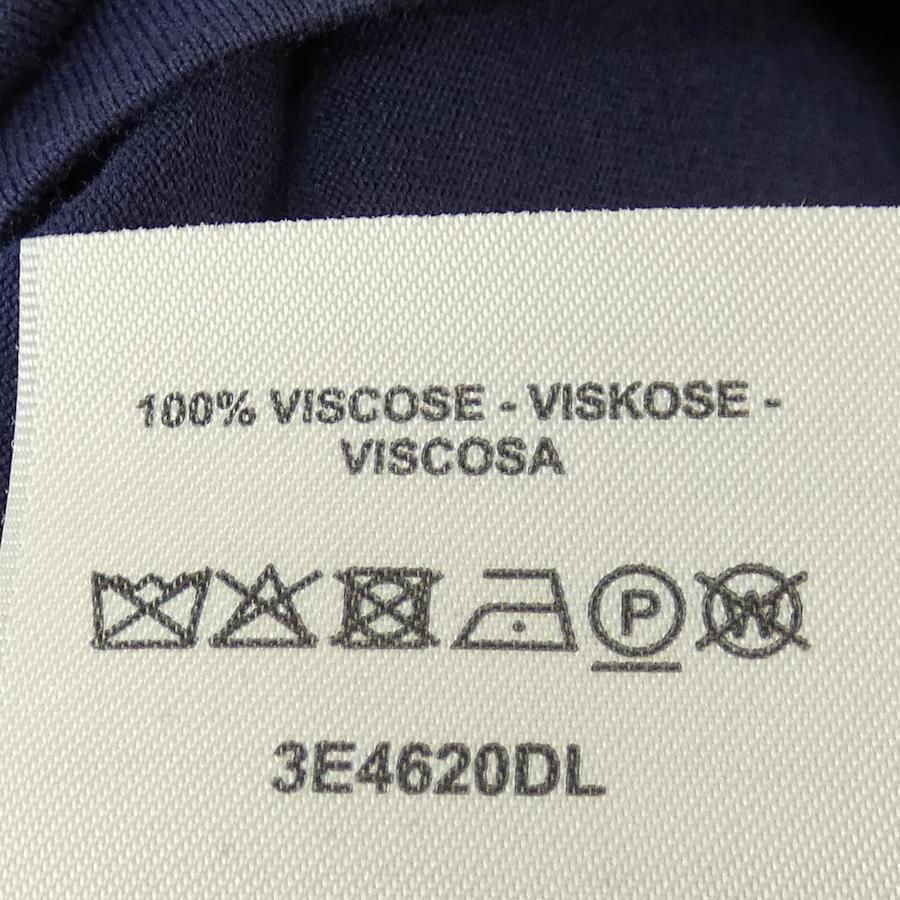 100% VISCOSE - VISKOSE -
VISCOSA
P W
3E4620DL